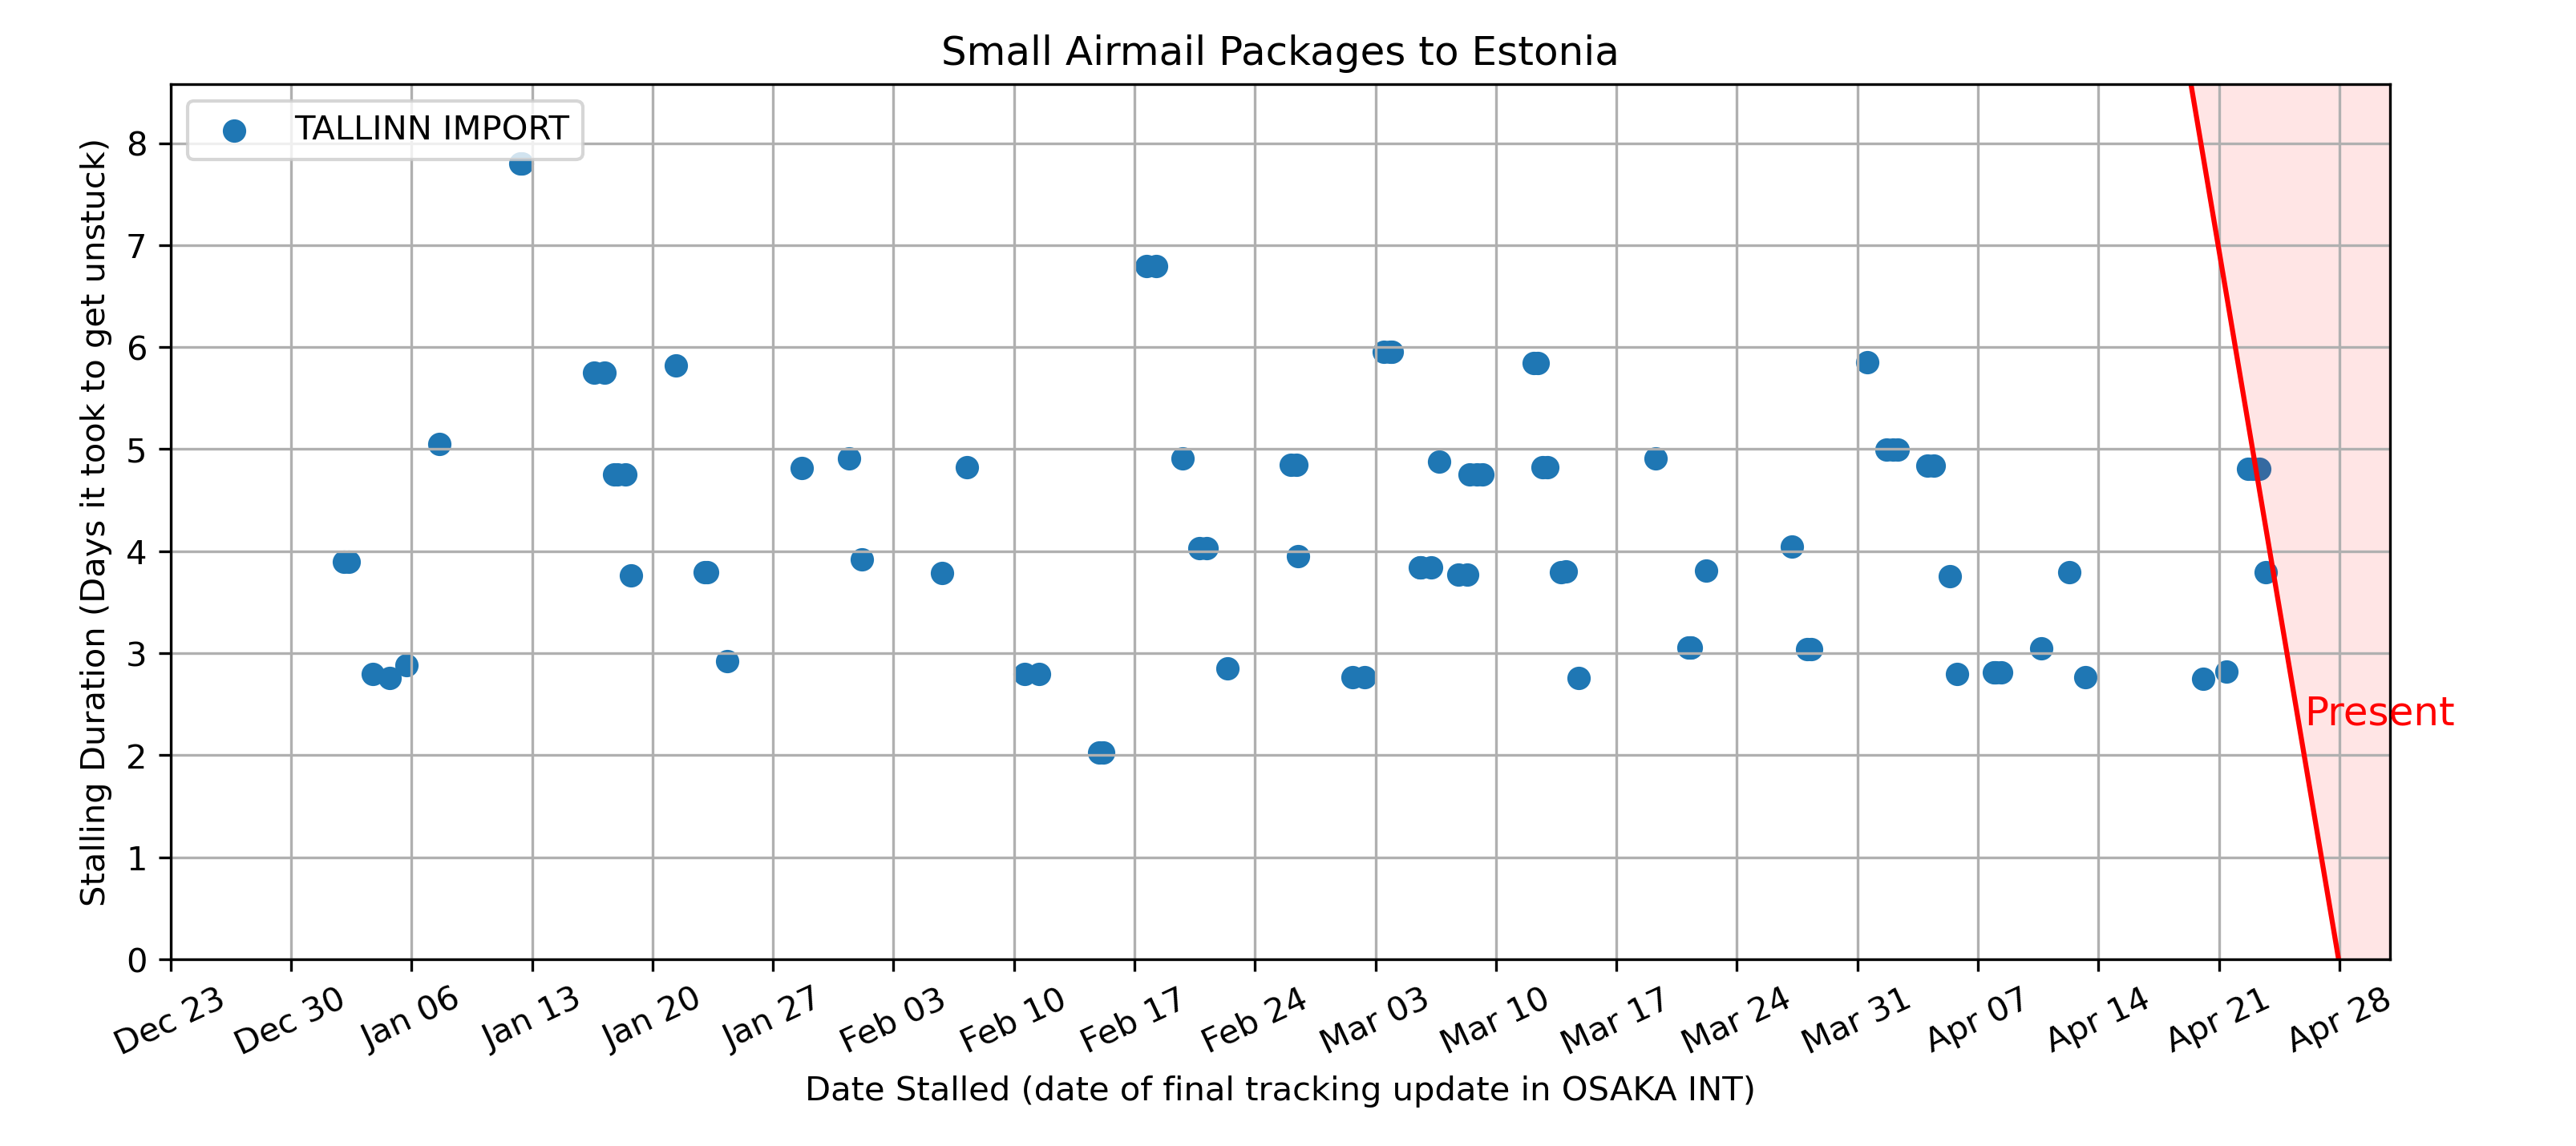 Small Airmail Packages to Estonia
TALLINN IMPORT
Stalling Duration (Days it took to get unstuck)
8
7
6
5
4
3
2
1
0
Present
Dec 23 Dec 30 Jan 06 Jan 13 Jan 20 Jan 27 Feb 03 Feb 10 Feb 17 Feb 24 Mar 03 Mar 10 Mar 17 Mar 24 Mar 31 Apr 07 Apr 14 Apr 21 Apr 28
Date Stalled (date of final tracking update in OSAKA INT)